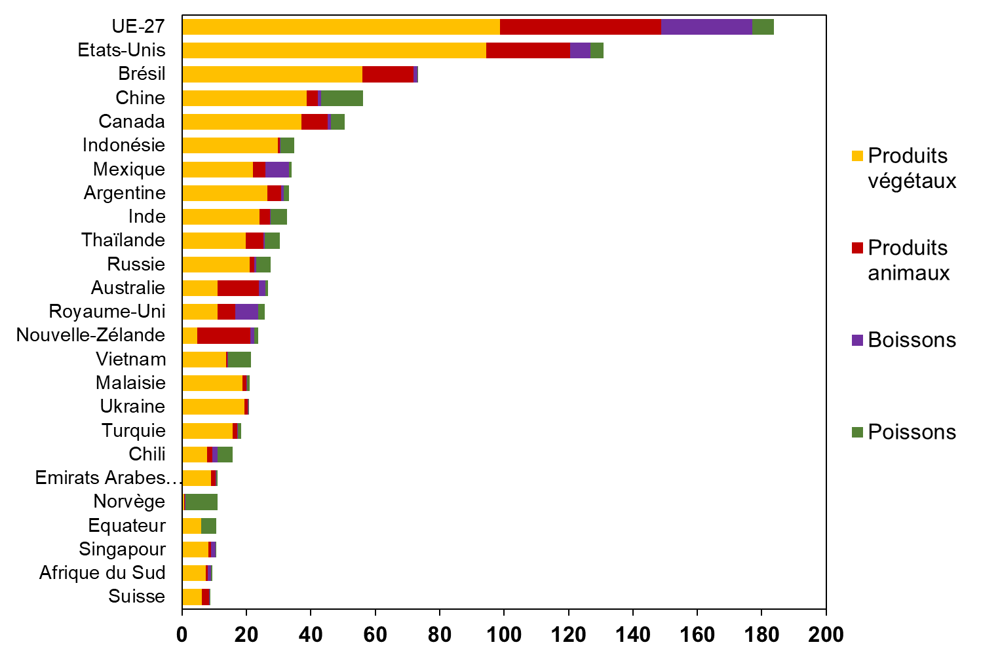 UE-27
Etats-Unis
Brésil
Chine
Canada
Indonésie
Mexique
Argentine
Inde
Thaïlande
Russie
Australie
Royaume-Uni
Nouvelle-Zélande
Vietnam
Malaisie
Ukraine
Turquie
Chili
Emirats Arabes…
Norvège
Equateur
Singapour
Afrique du Sud
Suisse
0 20 40 60 80 100 120 140 160 180 200
Produits
végétaux
Produits
animaux
Boissons
Poissons